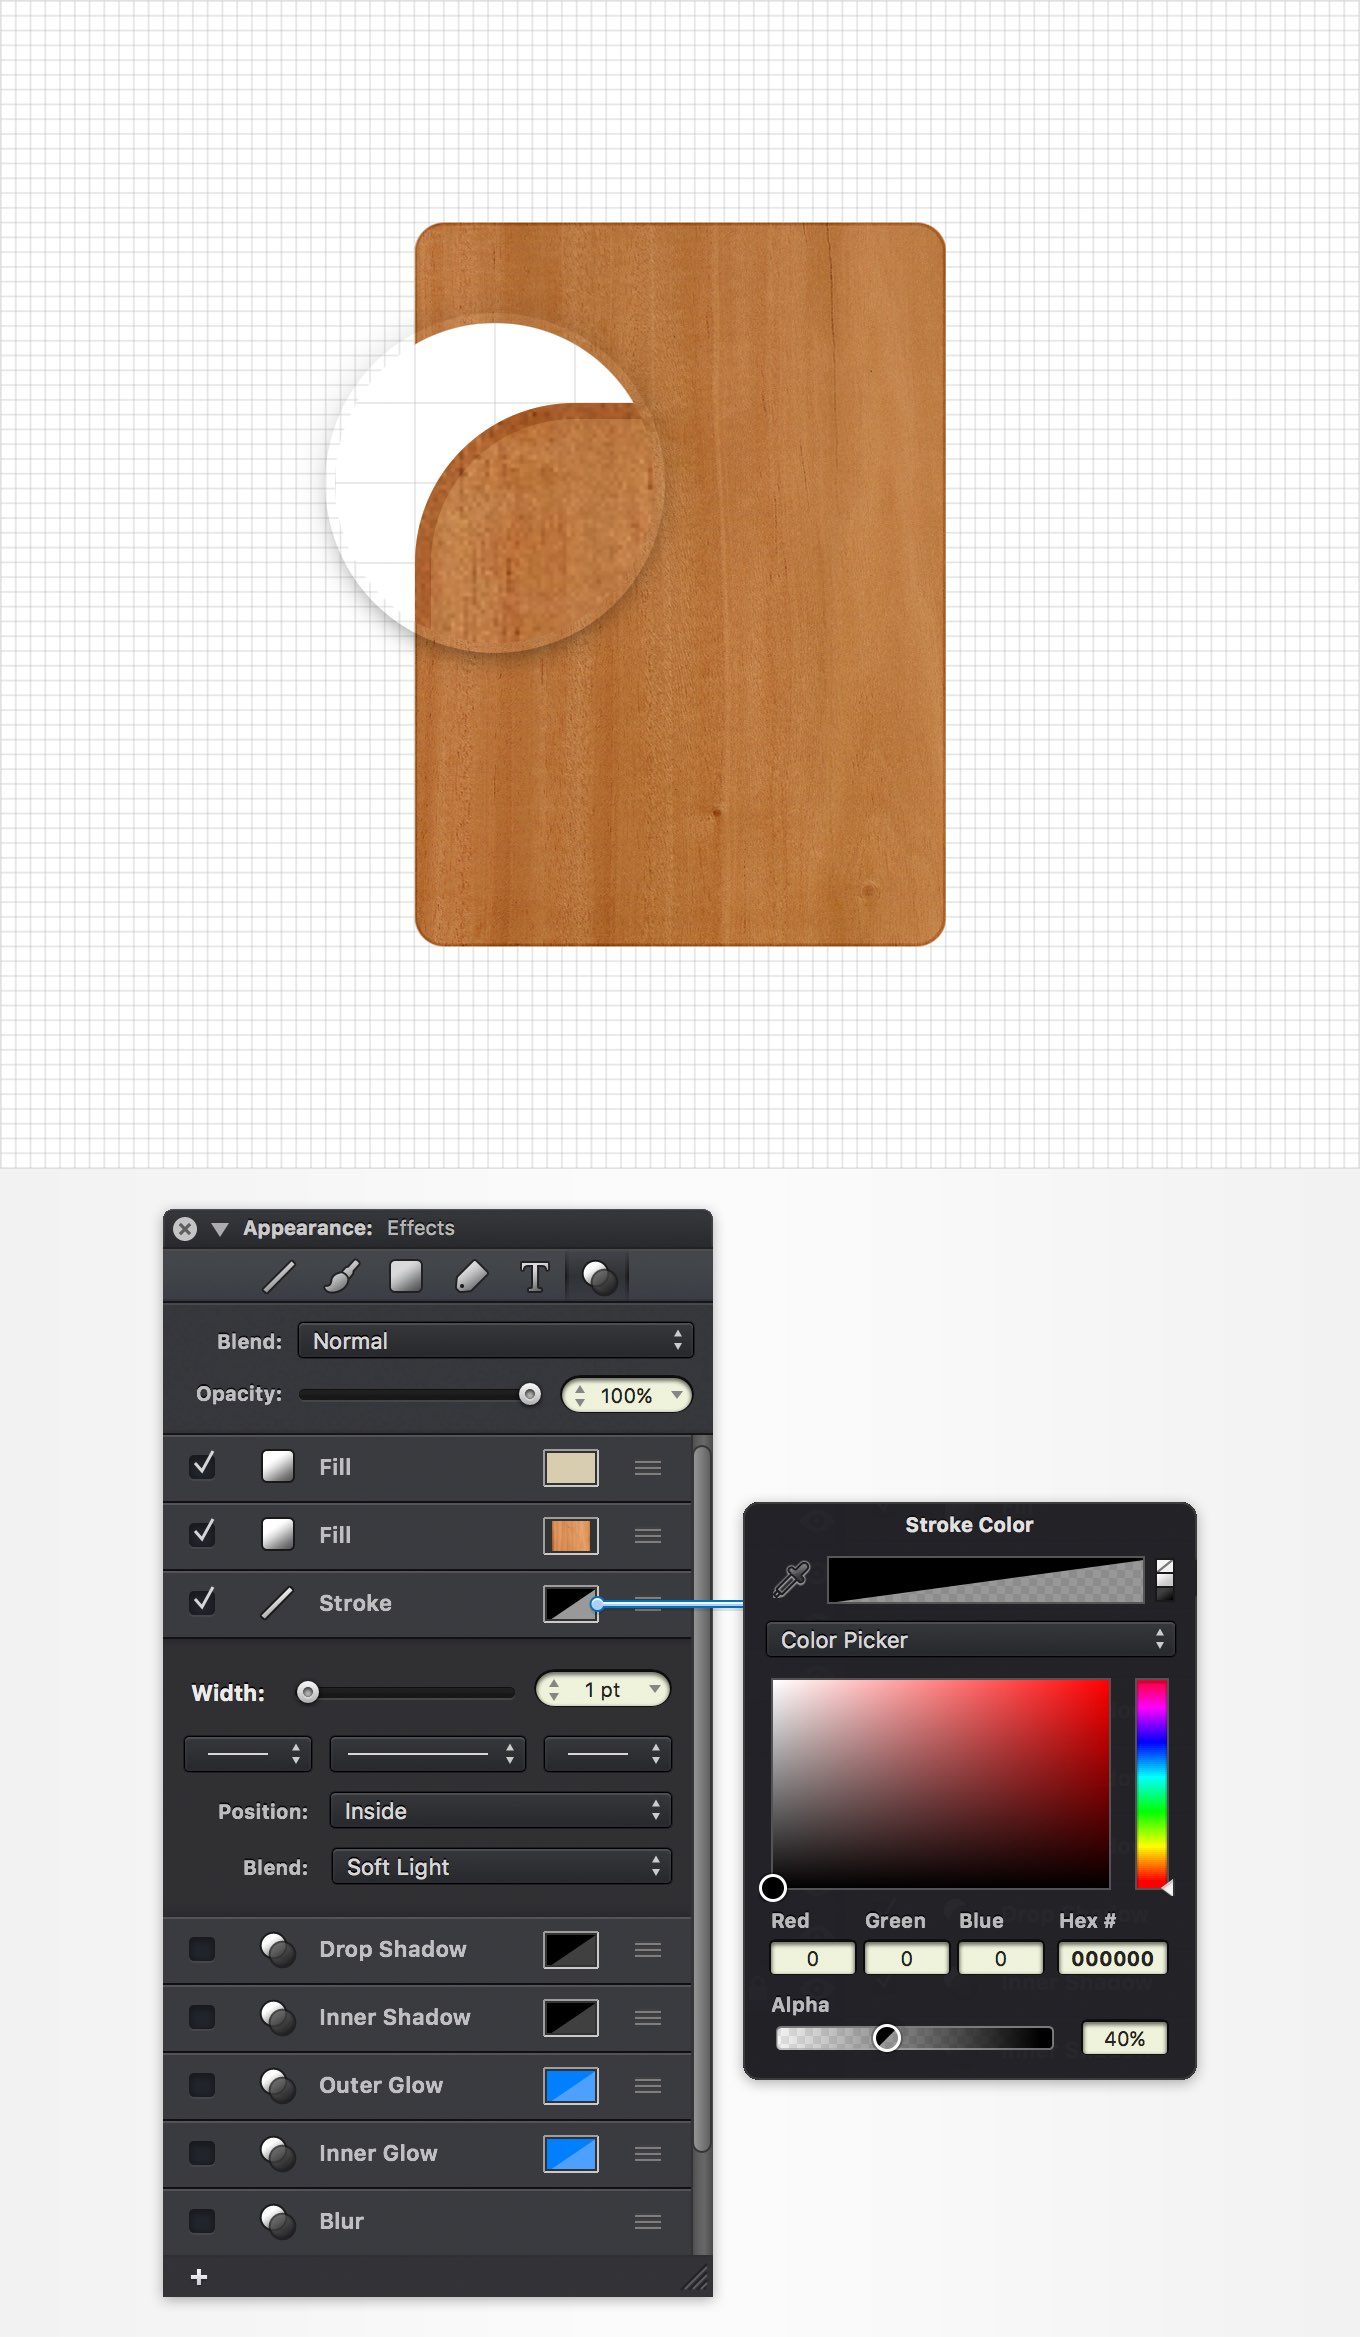 Appearance: Effects
T
Blend: Normal
Opacity: 100%
Fill
Fill
Stroke
Width: 1 pt
Position: Inside
Blend: Soft Light
Drop Shadow
Inner Shadow
Outer Glow
Inner Glow
Blur
+
Stroke Color
Color Picker
Red Green Blue Hex #
0 0 0 000000
Alpha
40%